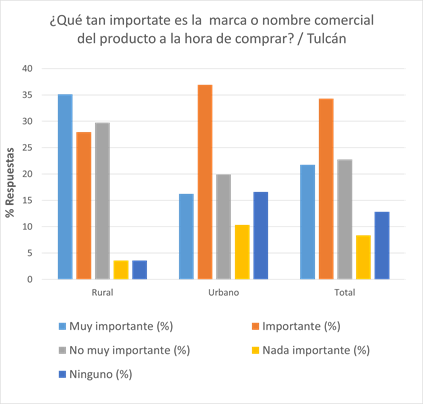 ¿Qué tan importate es la  marca o nombre comercial
del producto a la hora de comprar? / Tulcán
% Respuestas
40
35
30
25
20
15
10
5
0
Rural Urbano Total
Muy importante (%) Importante (%)
No muy importante (%) Nada importante (%)
Ninguno (%)